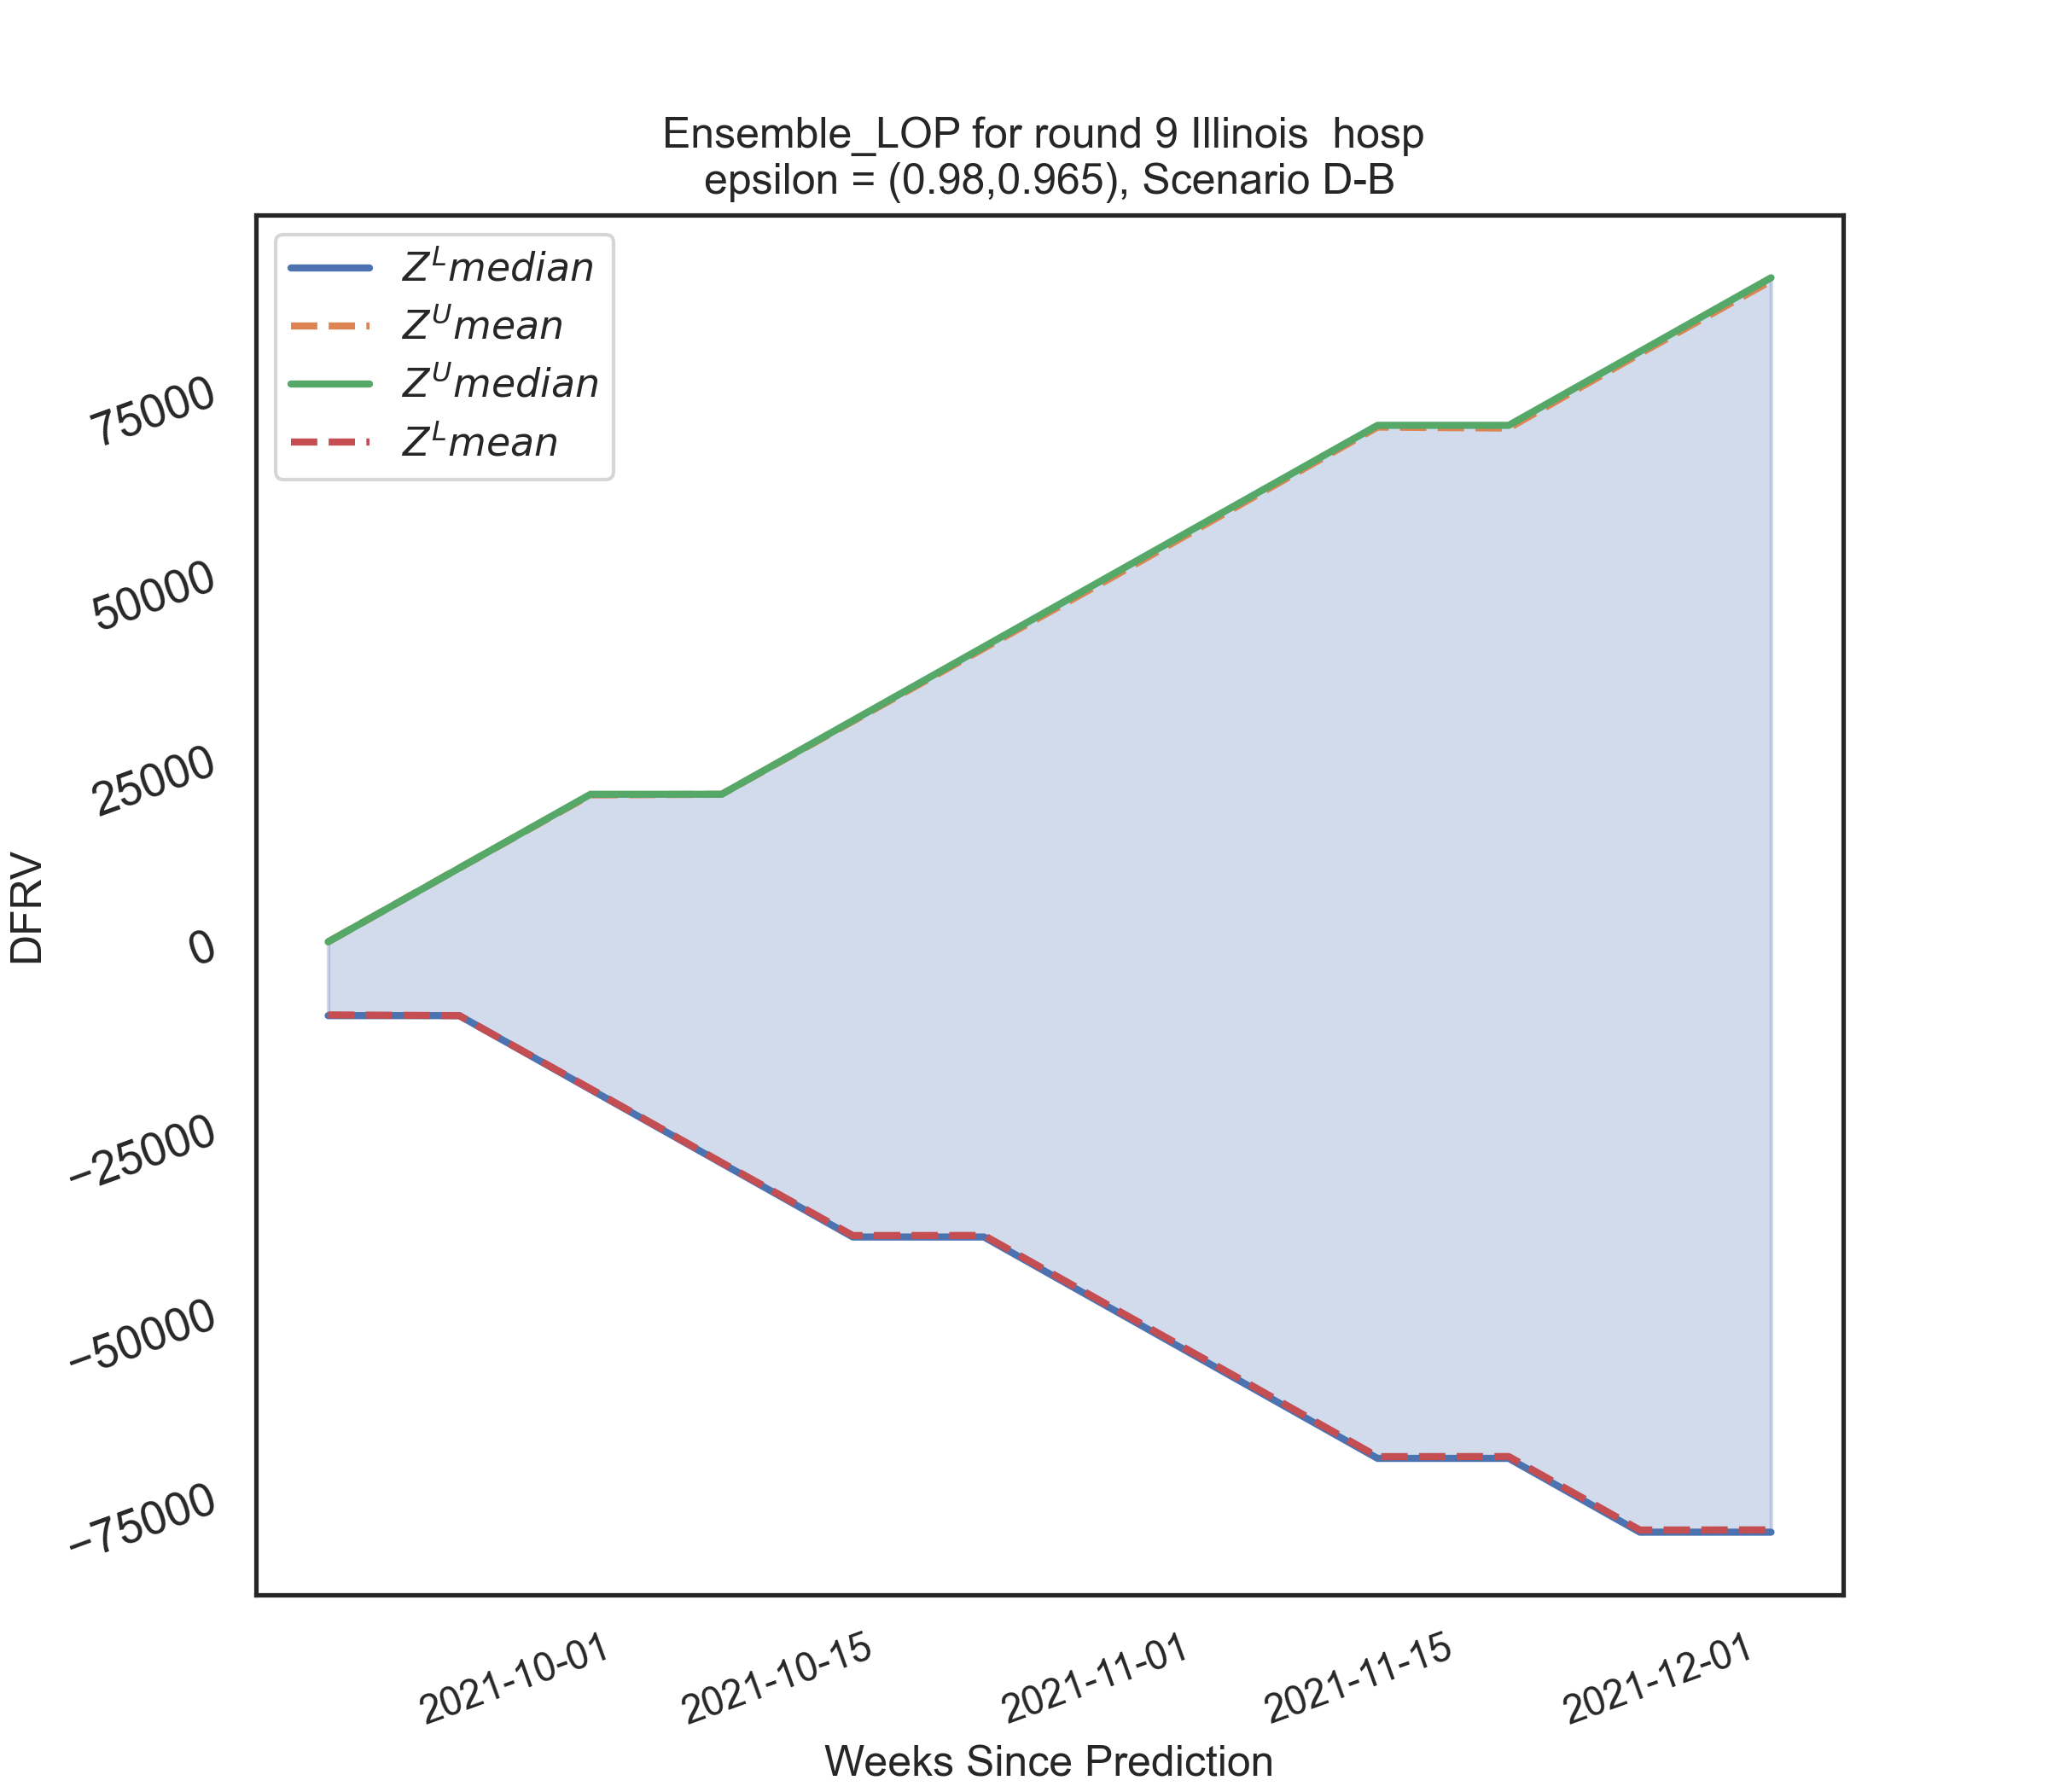 Ensemble_LOP for round 9 Illinois  hosp
epsilon = (0.98,0.965), Scenario D-B
Z^L median
Z^U mean
Z^U median
Z^L mean
75000
50000
25000
0
−25000
−50000
−75000
DFRV
2021-10-01
2021-10-15
2021-11-01
2021-11-15
2021-12-01
Weeks Since Prediction